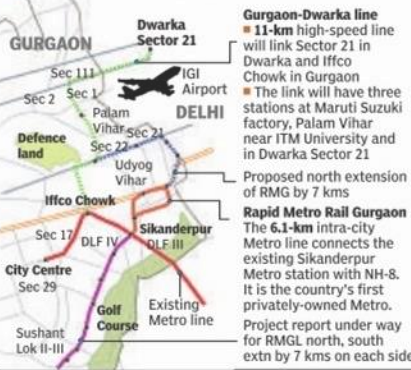 Dwarka
Sector 21
GURGAON
Sec 111
IGI
Airport
Sec 2
Sec 1
Palam
Vihar
DELHI
Sec 21
Defence
land
Sec 22
Udyog
Vihar
Iffco Chowk
Sec 17
DLF IV
Sikanderpur
DLF III
City Centre
Sec 29
Golf
Course
Existing
Metro line
Sushant
Lok II-III
Gurgaon-Dwarka line
11-km high-speed line
will link Sector 21 in
Dwarka and Iffco
Chowk in Gurgaon
The link will have three
stations at Maruti Suzuki
factory, Palam Vihar
near ITM University and
in Dwarka Sector 21
Proposed north extension
of RMG by 7 kms
Rapid Metro Rail Gurgaon
The 6.1-km intra-city
Metro line connects the
existing Sikanderpur
Metro station with NH-8.
It is the country's first
privately-owned Metro.
Project report under way
for RMGL north, south
extn by 7 kms on each side